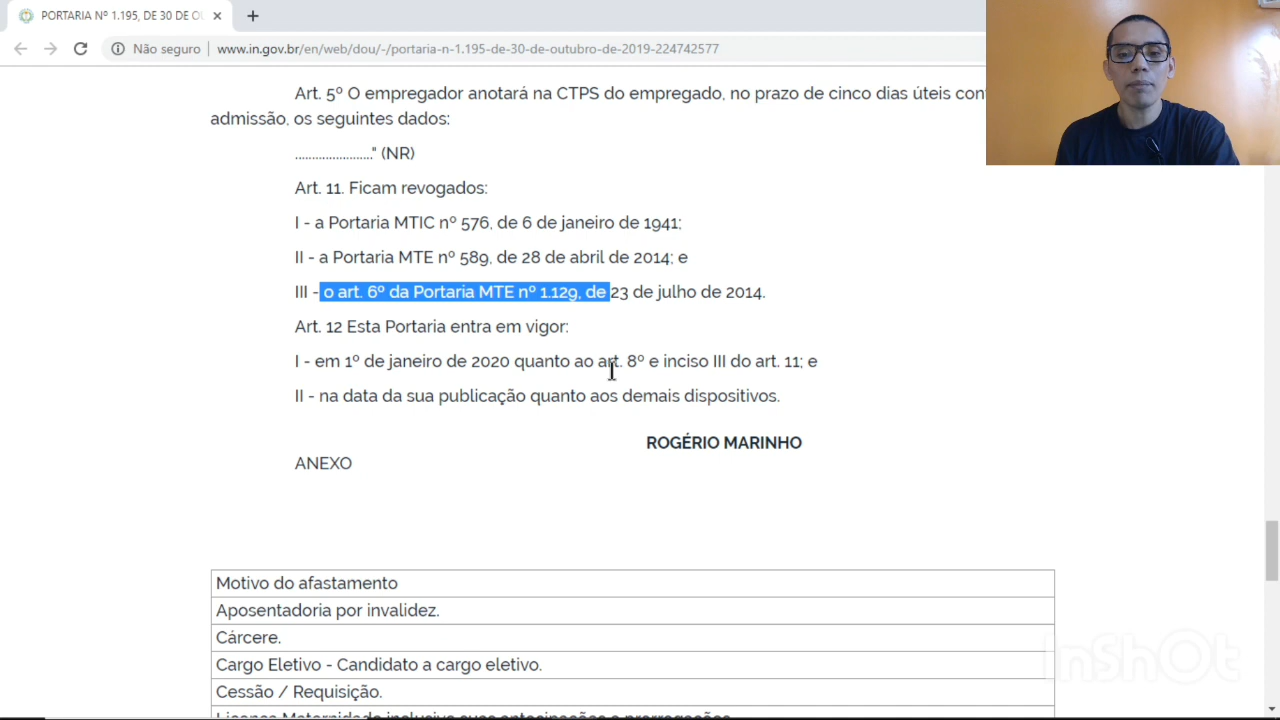 PORTARIA Nº 1.195, DE 30 DE OU
Não seguro
www.in.gov.br/en/web/dou/-/portaria-n-1.195-de-30-de-outubro-de-2019-224742577
Art. 5º O empregador anotará na CTPS do empregado, no prazo de cinco dias úteis con
admissão, os seguintes dados:
......................." (NR)
Art. 11. Ficam revogados:
I - a Portaria MTIC nº 576, de 6 de janeiro de 1941;
II - a Portaria MTE nº 589, de 28 de abril de 2014; e
III - o art. 6º da Portaria MTE nº 1.129, de 23 de julho de 2014.
Art. 12 Esta Portaria entra em vigor:
I - em 1º de janeiro de 2020 quanto ao art. 8º e inciso III do art. 11; e
II - na data da sua publicação quanto aos demais dispositivos.
ROGÉRIO MARINHO
ANEXO
Motivo do afastamento
Aposentadoria por invalidez.
Cárcere.
Cargo Eletivo - Candidato a cargo eletivo.
Cessão / Requisição.
Licença Maternidade inclusive suas antecipações e prorrogações
InShOt